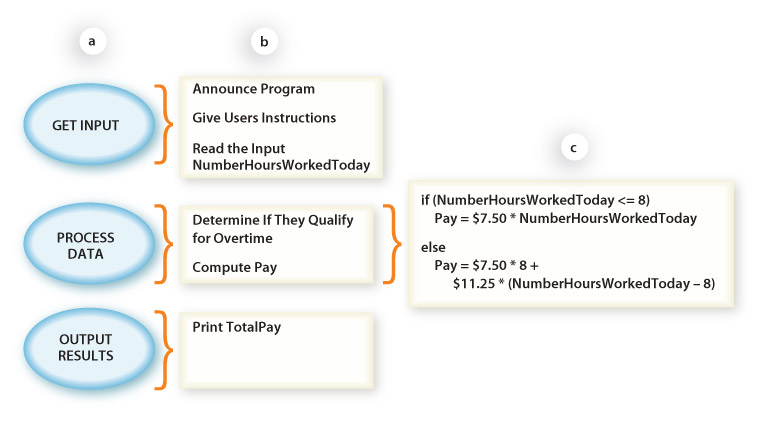 a
b
GET INPUT
Announce Program
Give Users Instructions
Read the Input
NumberHoursWorkedToday
c
PROCESS
DATA
Determine If They Qualify
for Overtime
Compute Pay
if (NumberHoursWorkedToday <= 8)
Pay = $7.50 * NumberHoursWorkedToday
else
Pay = $7.50 * 8 +
$11.25 * (NumberHoursWorkedToday – 8)
OUTPUT
RESULTS
Print TotalPay